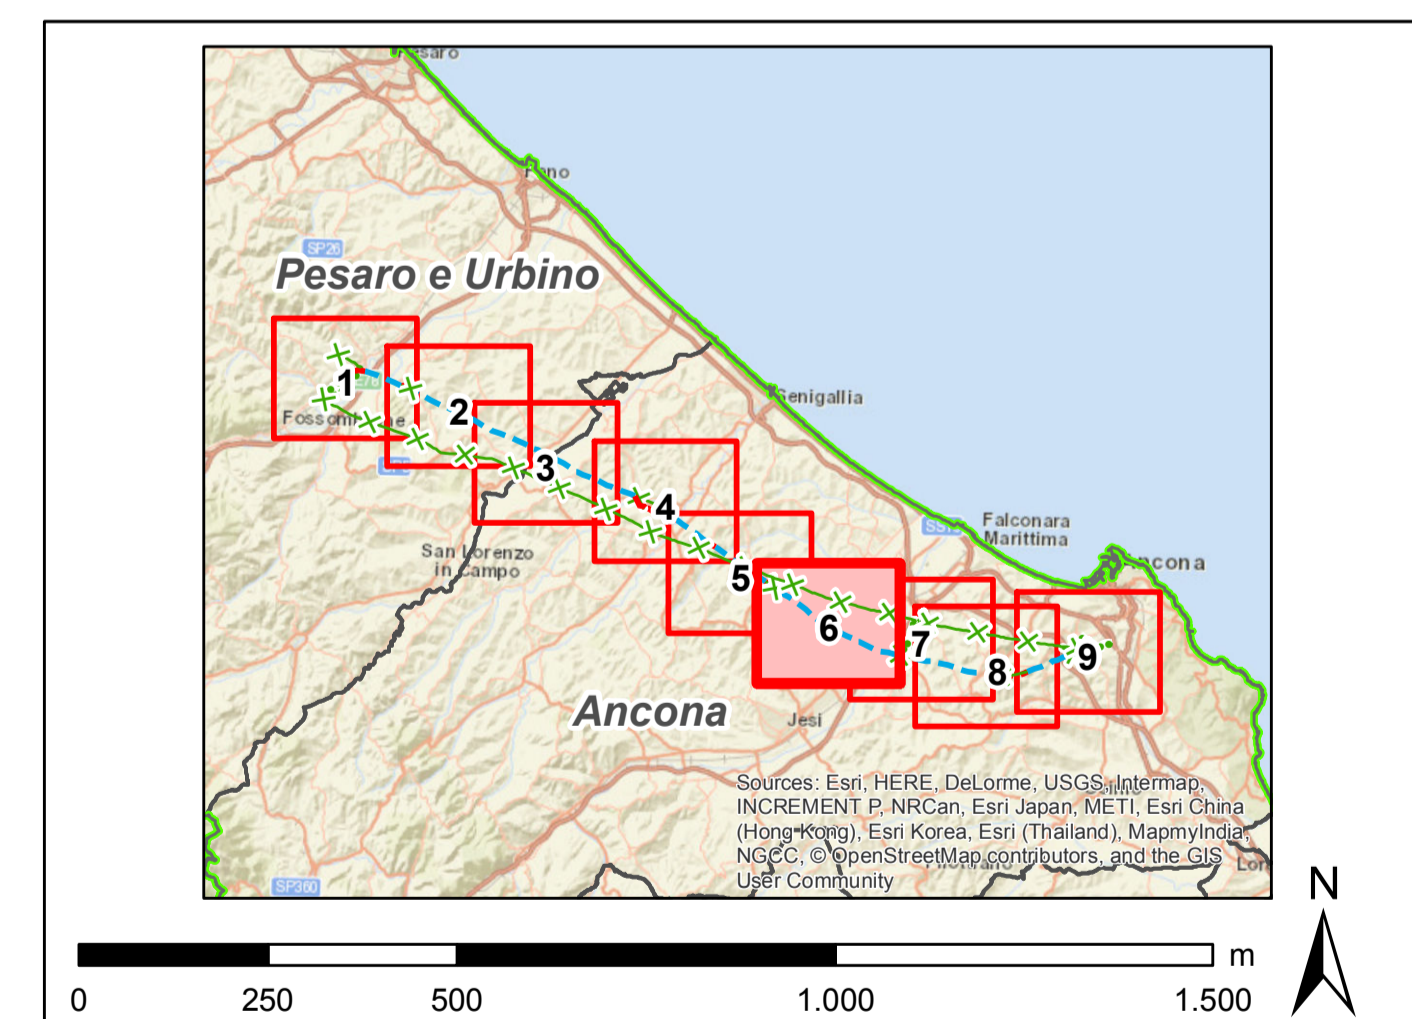 SP26
Pesaro e Urbino
1
2
Senigallia
3
4
San Lorenzo
in Campo
Falconara
Marittima
5
6
7
8
9
Ancona
Jesi
Sources: Esri, HERE, DeLorme, USGS, Intermap,
INCREMENT P, NRCan, Esri Japan, METI, Esri China
(Hong Kong), Esri Korea, Esri (Thailand), MapmyIndia,
NGCC, © OpenStreetMap contributors, and the GIS
User Community
SP360
N
m
0 250 500 1.000 1.500